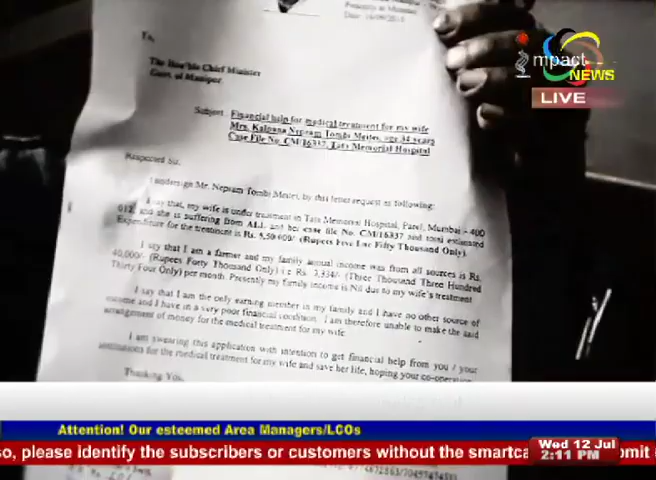 To,
The Hon'ble Chief Minister
Govt. of Manipur
Subject: Financial help for medical treatment for my wife
Mrs. Kalpana Nepram Tombi Meitei, age 34 years
Case File No. CM/16337, Tata Memorial Hospital
Respected Sir,
I undersign Mr. Nepram Tombi Meitei, by this letter request as following:
I say that, my wife is under treatment in Tata Memorial Hospital, Parel, Mumbai - 400
012, and she is suffering from ALL and her case file No. CM/16337 and total estimated
Expenditure for the treatment is Rs. 5,50,000/- (Rupees Five Lac Fifty Thousand Only).
I say that I am a farmer and my family annual income was from all sources is Rs.
40,000/- (Rupees Forty Thousand Only) i.e Rs. 3,334/- (Three Thousand Three Hundred
Thirty Four Only) per month. Presently my family income is No due to my wife's treatment
I say that I am the only earning member in my family and I have no other source of
income and I have in a very poor financial condition. I am therefore unable to make the said
arrangement of money for the medical treatment for my wife.
I am swearing this application with intention to get financial help from you / your
institutions for the medical treatment for my wife and save her life, hoping your co-operation
Thanking You,
impact
NEWS
LIVE
Attention! Our esteemed Area Managers/LCOs
so, please identify the subscribers or customers without the smartca
Wed 12 Jul
2:11 PM
omit